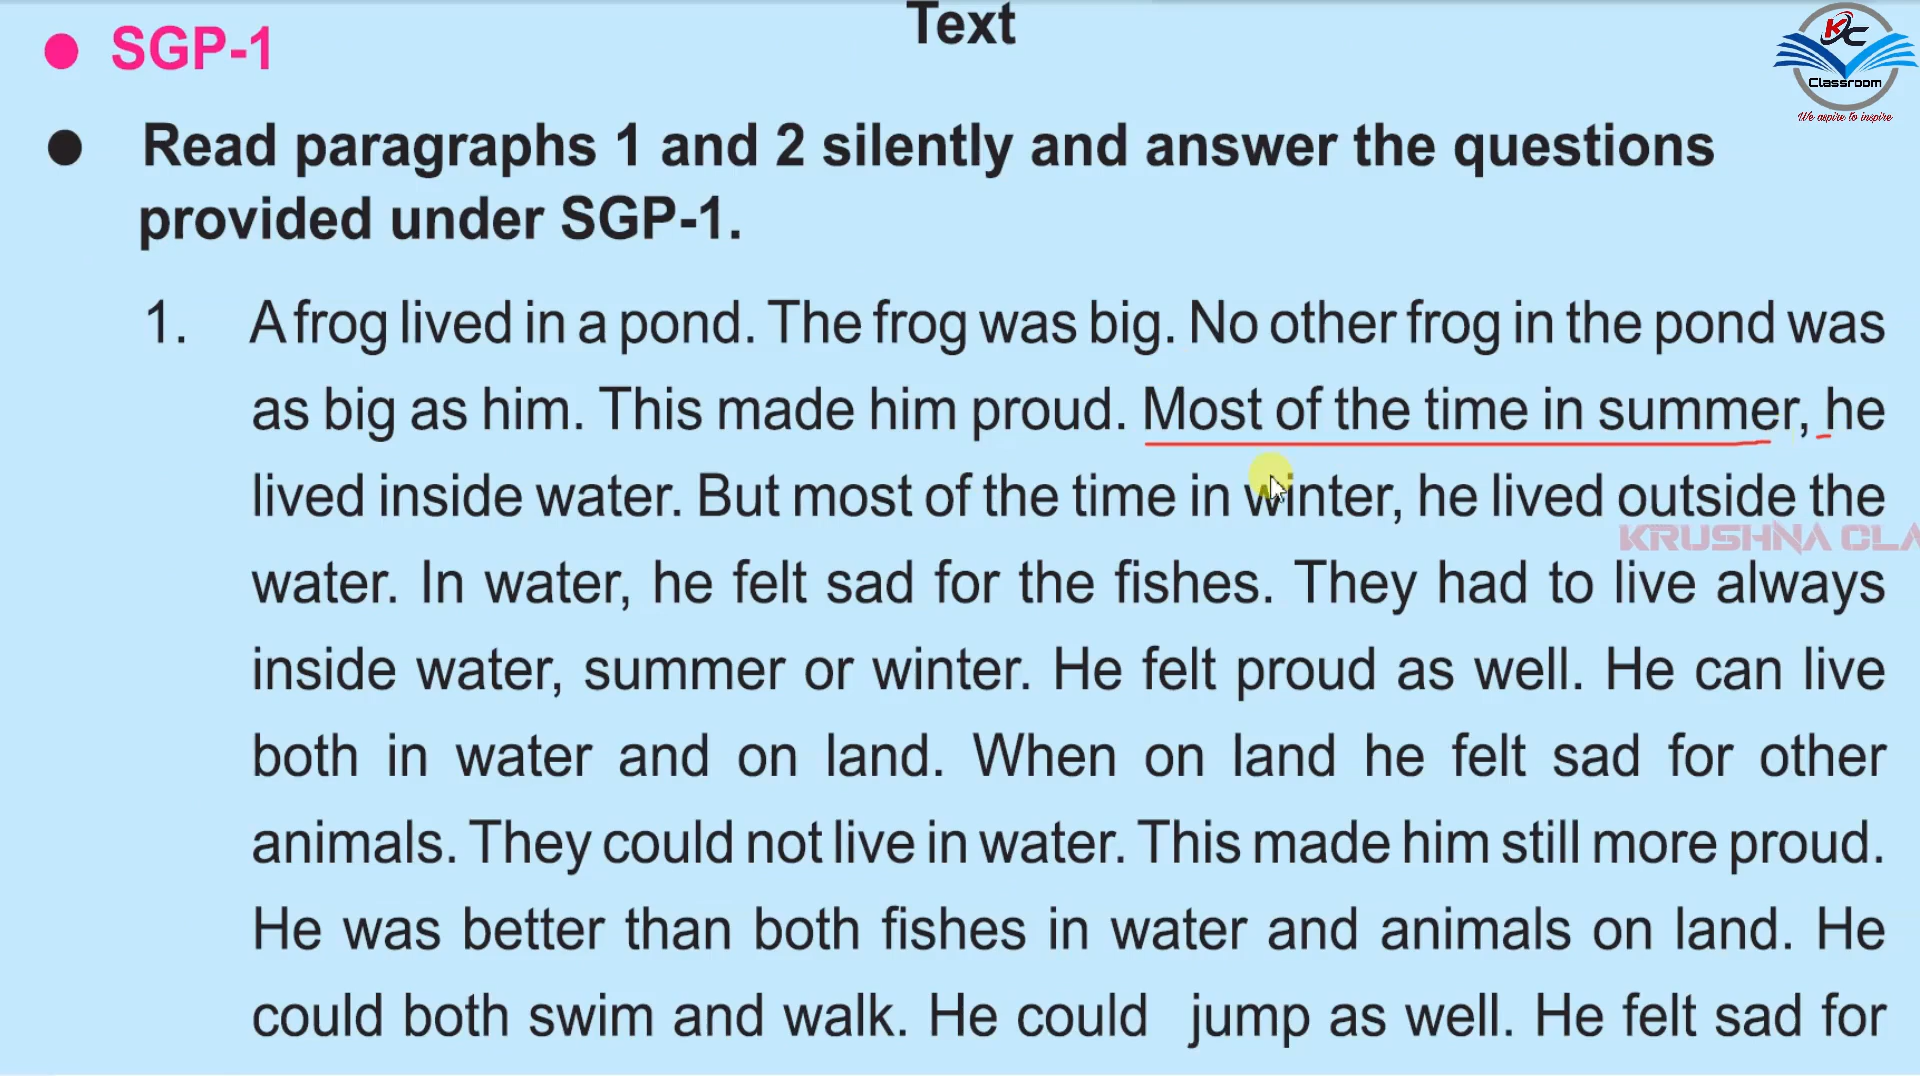 Text
SGP-1
KC
Classroom
We aspire to inspire
Read paragraphs 1 and 2 silently and answer the questions
provided under SGP-1.
1. A frog lived in a pond. The frog was big. No other frog in the pond was
as big as him. This made him proud. Most of the time in summer, he
lived inside water. But most of the time in winter, he lived outside the
KRUSHNA CLA
water. In water, he felt sad for the fishes. They had to live always
inside water, summer or winter. He felt proud as well. He can live
both in water and on land. When on land he felt sad for other
animals. They could not live in water. This made him still more proud.
He was better than both fishes in water and animals on land. He
could both swim and walk. He could jump as well. He felt sad for